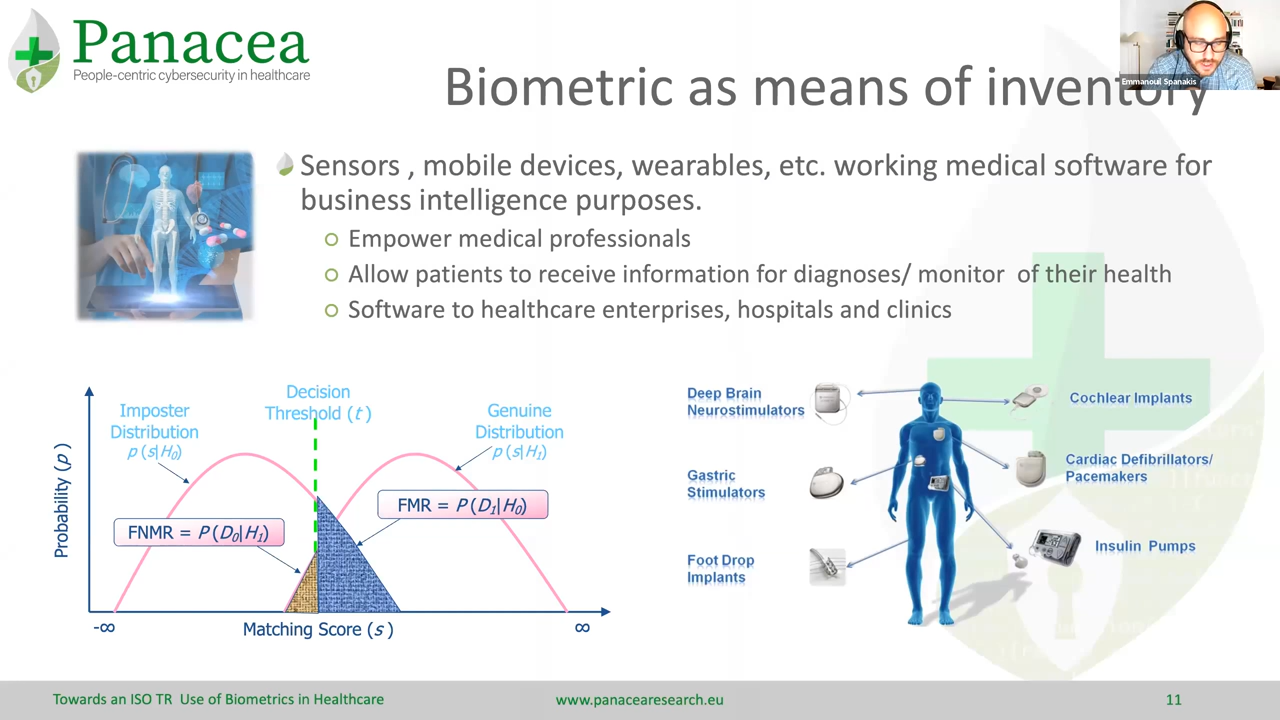 Panacea
People-centric cybersecurity in healthcare
Emmanouil Spanakis
Biometric as means of inventory
Sensors , mobile devices, wearables, etc. working medical software for
business intelligence purposes.
Empower medical professionals
Allow patients to receive information for diagnoses/ monitor of their health
Software to healthcare enterprises, hospitals and clinics
Decision
Threshold (t )
Imposter
Distribution
p (s|H0)
Genuine
Distribution
p (s|H1)
FMR = P (D1|H0)
FNMR = P (D0|H1)
Probability (p )
-∞
Matching Score (s )
∞
Deep Brain
Neurostimulators
Cochlear Implants
Gastric
Stimulators
Cardiac Defibrillators/
Pacemakers
Foot Drop
Implants
Insulin Pumps
Towards an ISO TR Use of Biometrics in Healthcare
www.panacearesearch.eu
11